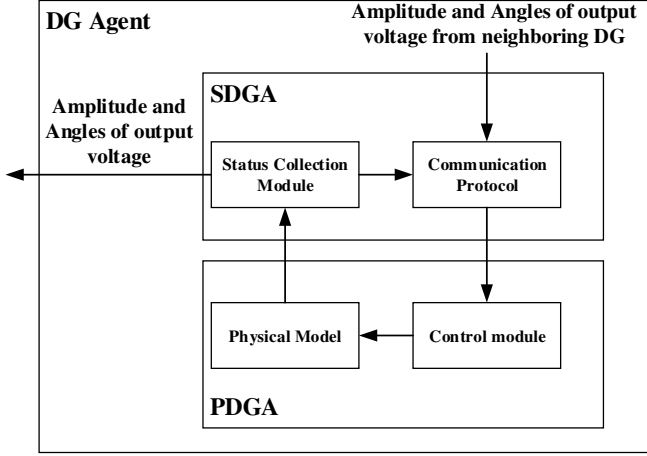 DG Agent
Amplitude and Angles of output
voltage from neighboring DG
SDGA
Amplitude and
Angles of output
voltage
Status Collection
Module
Communication
Protocol
Physical Model
Control module
PDGA